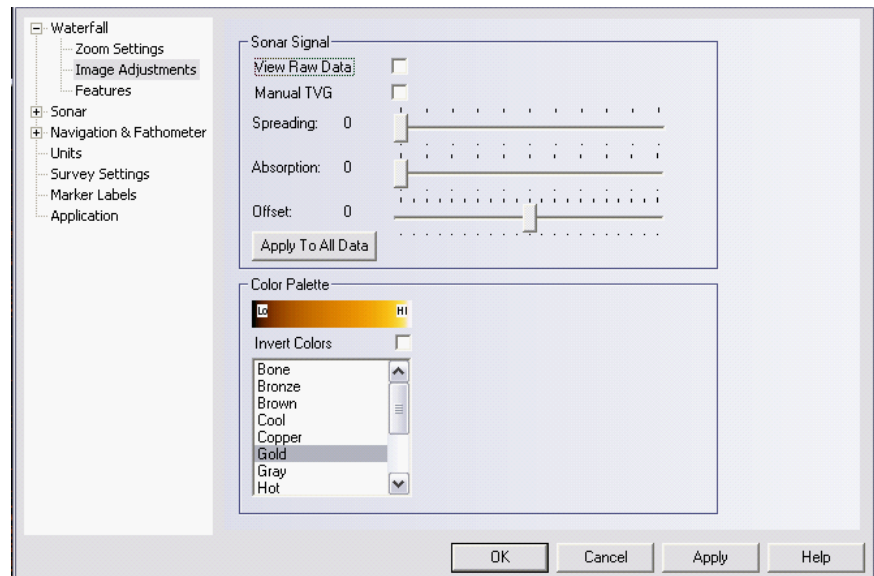 Waterfall
Zoom Settings
Image Adjustments
Features
Sonar
Navigation & Fathometer
Units
Survey Settings
Marker Labels
Application
Sonar Signal
View Raw Data
Manual TVG
Spreading: 0
Absorption: 0
Offset: 0
Apply To All Data
Color Palette
Lo HI
Invert Colors
Bone
Bronze
Brown
Cool
Copper
Gold
Gray
Hot
OK Cancel Apply Help